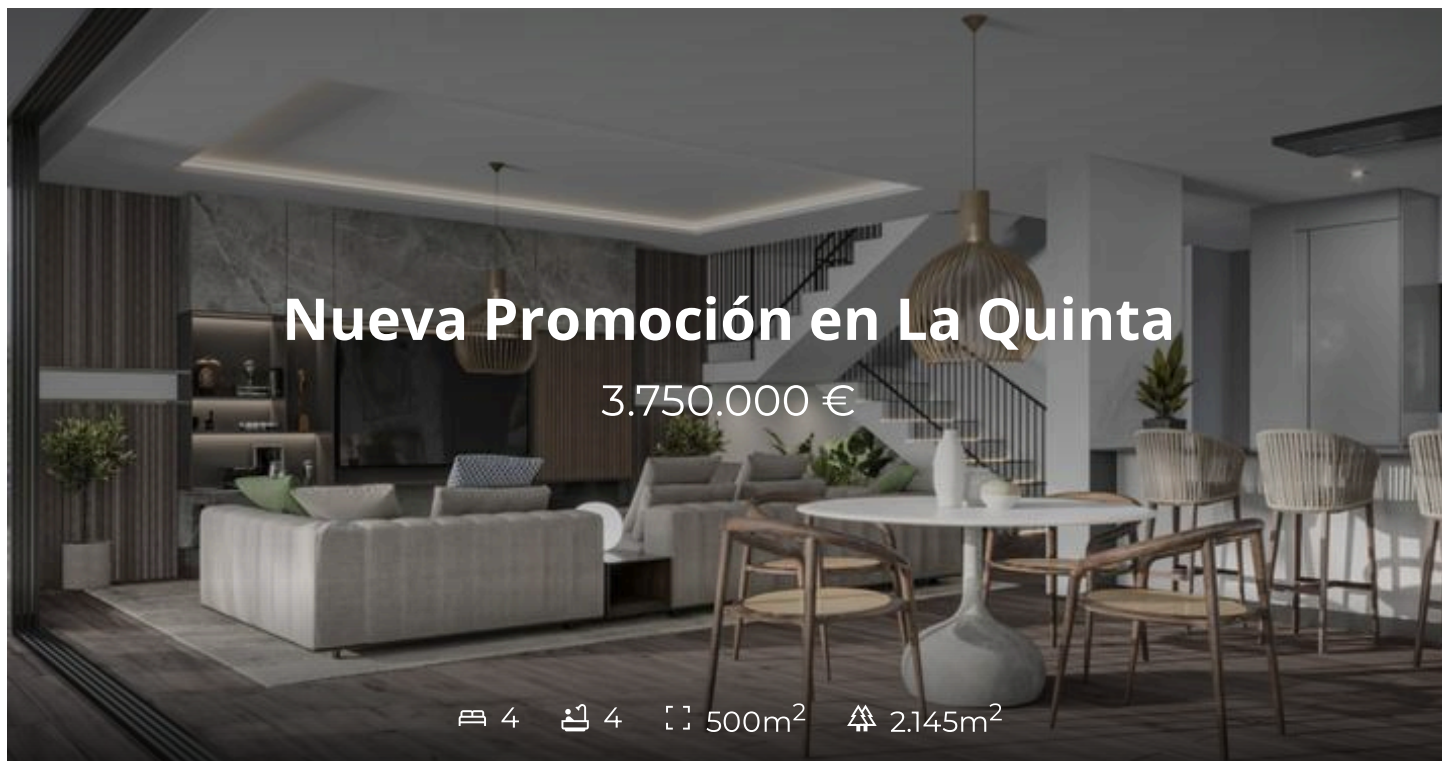 Nueva Promoción en La Quinta
3.750.000 €
4 4 500m² 2.145m²